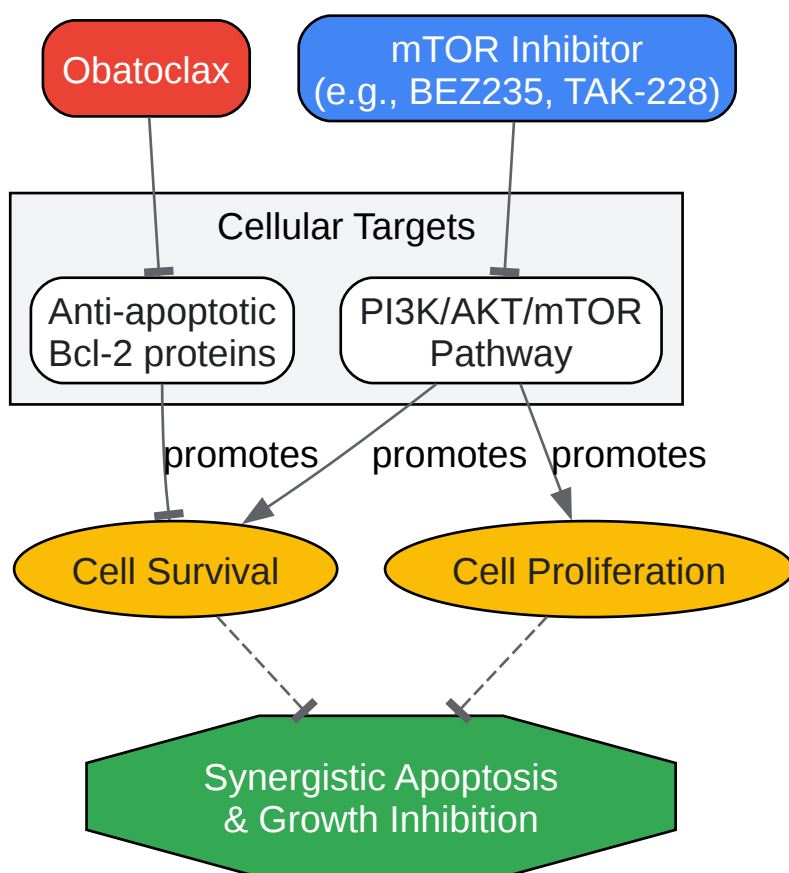 Obatoclax
mTOR Inhibitor
(e.g., BEZ235, TAK-228)
Cellular Targets
Anti-apoptotic
Bcl-2 proteins
PI3K/AKT/mTOR
Pathway
promotes
promotes
promotes
Cell Survival
Cell Proliferation
Synergistic Apoptosis
& Growth Inhibition